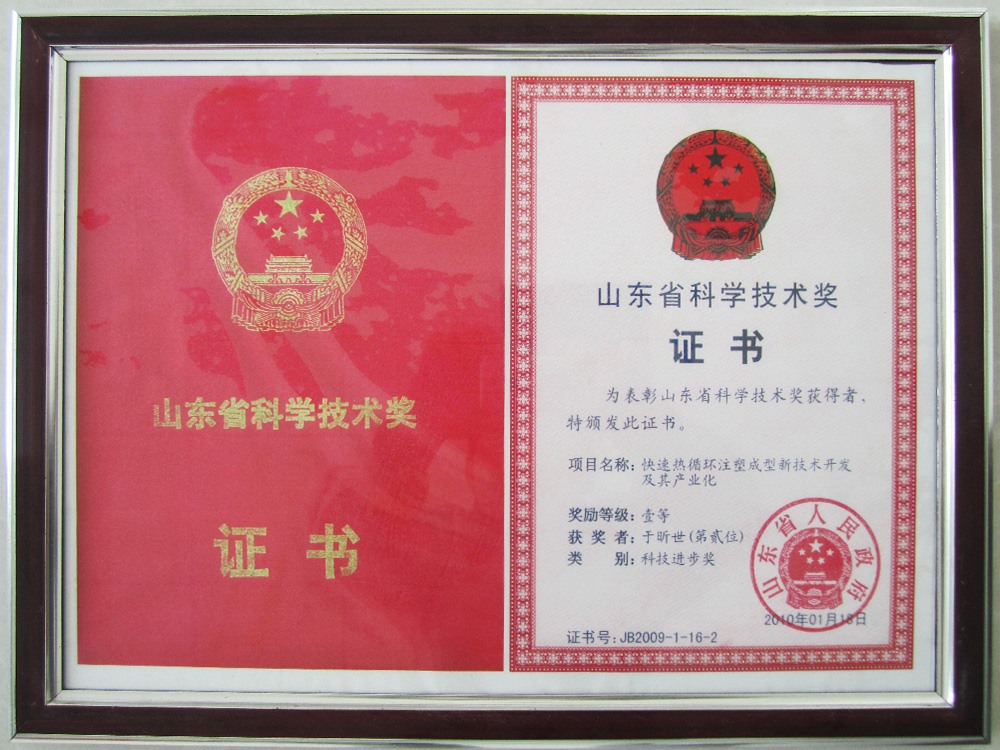 山东省科学技术奖
证书
山东省科学技术奖
证书
为表彰山东省科学技术奖获得者，
特颁发此证书。
项目名称：快速热循环注塑成型新技术开发
及其产业化
奖励等级：壹等
获奖者：于昕世(第贰位)
类别：科技进步奖
山东省人民政府
2010年01月18日
证书号：JB2009-1-16-2